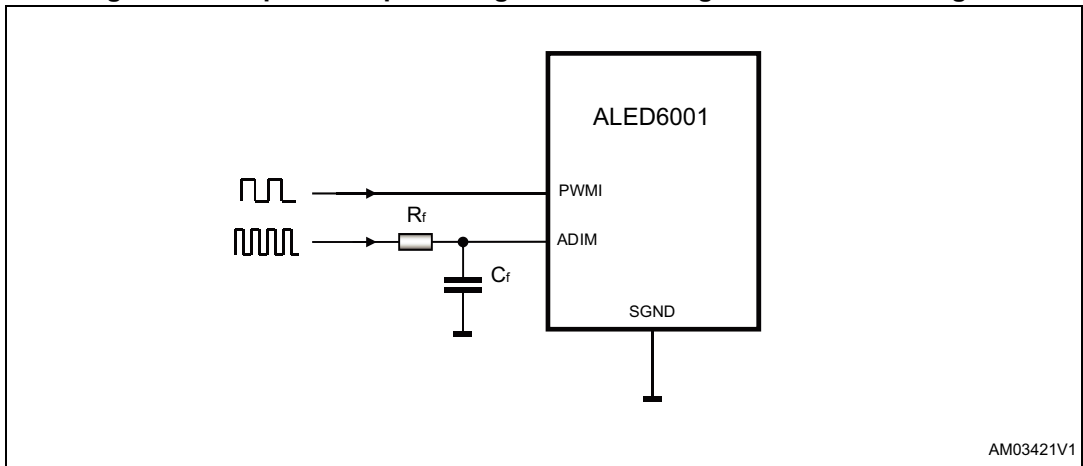 ALED6001
PWMI
Rf
ADIM
Cf
SGND
AM03421V1